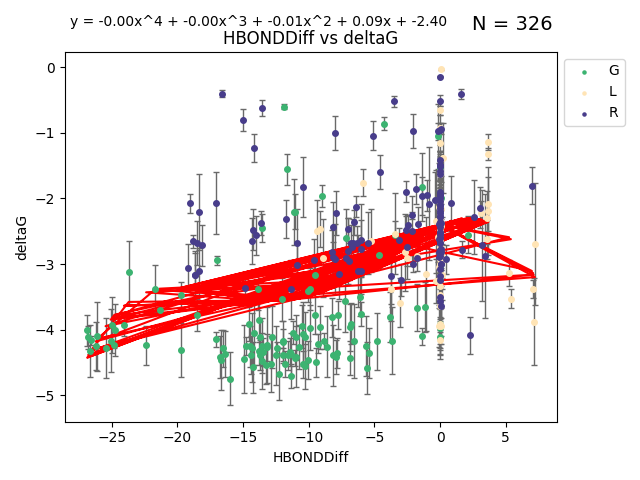 y = -0.00x^4 + -0.00x^3 + -0.01x^2 + 0.09x + -2.40
N = 326
HBONDDiff vs deltaG
G
L
R
0
−1
−2
−3
−4
−5
deltaG
−25
−20
−15
−10
−5
0
5
HBONDDiff